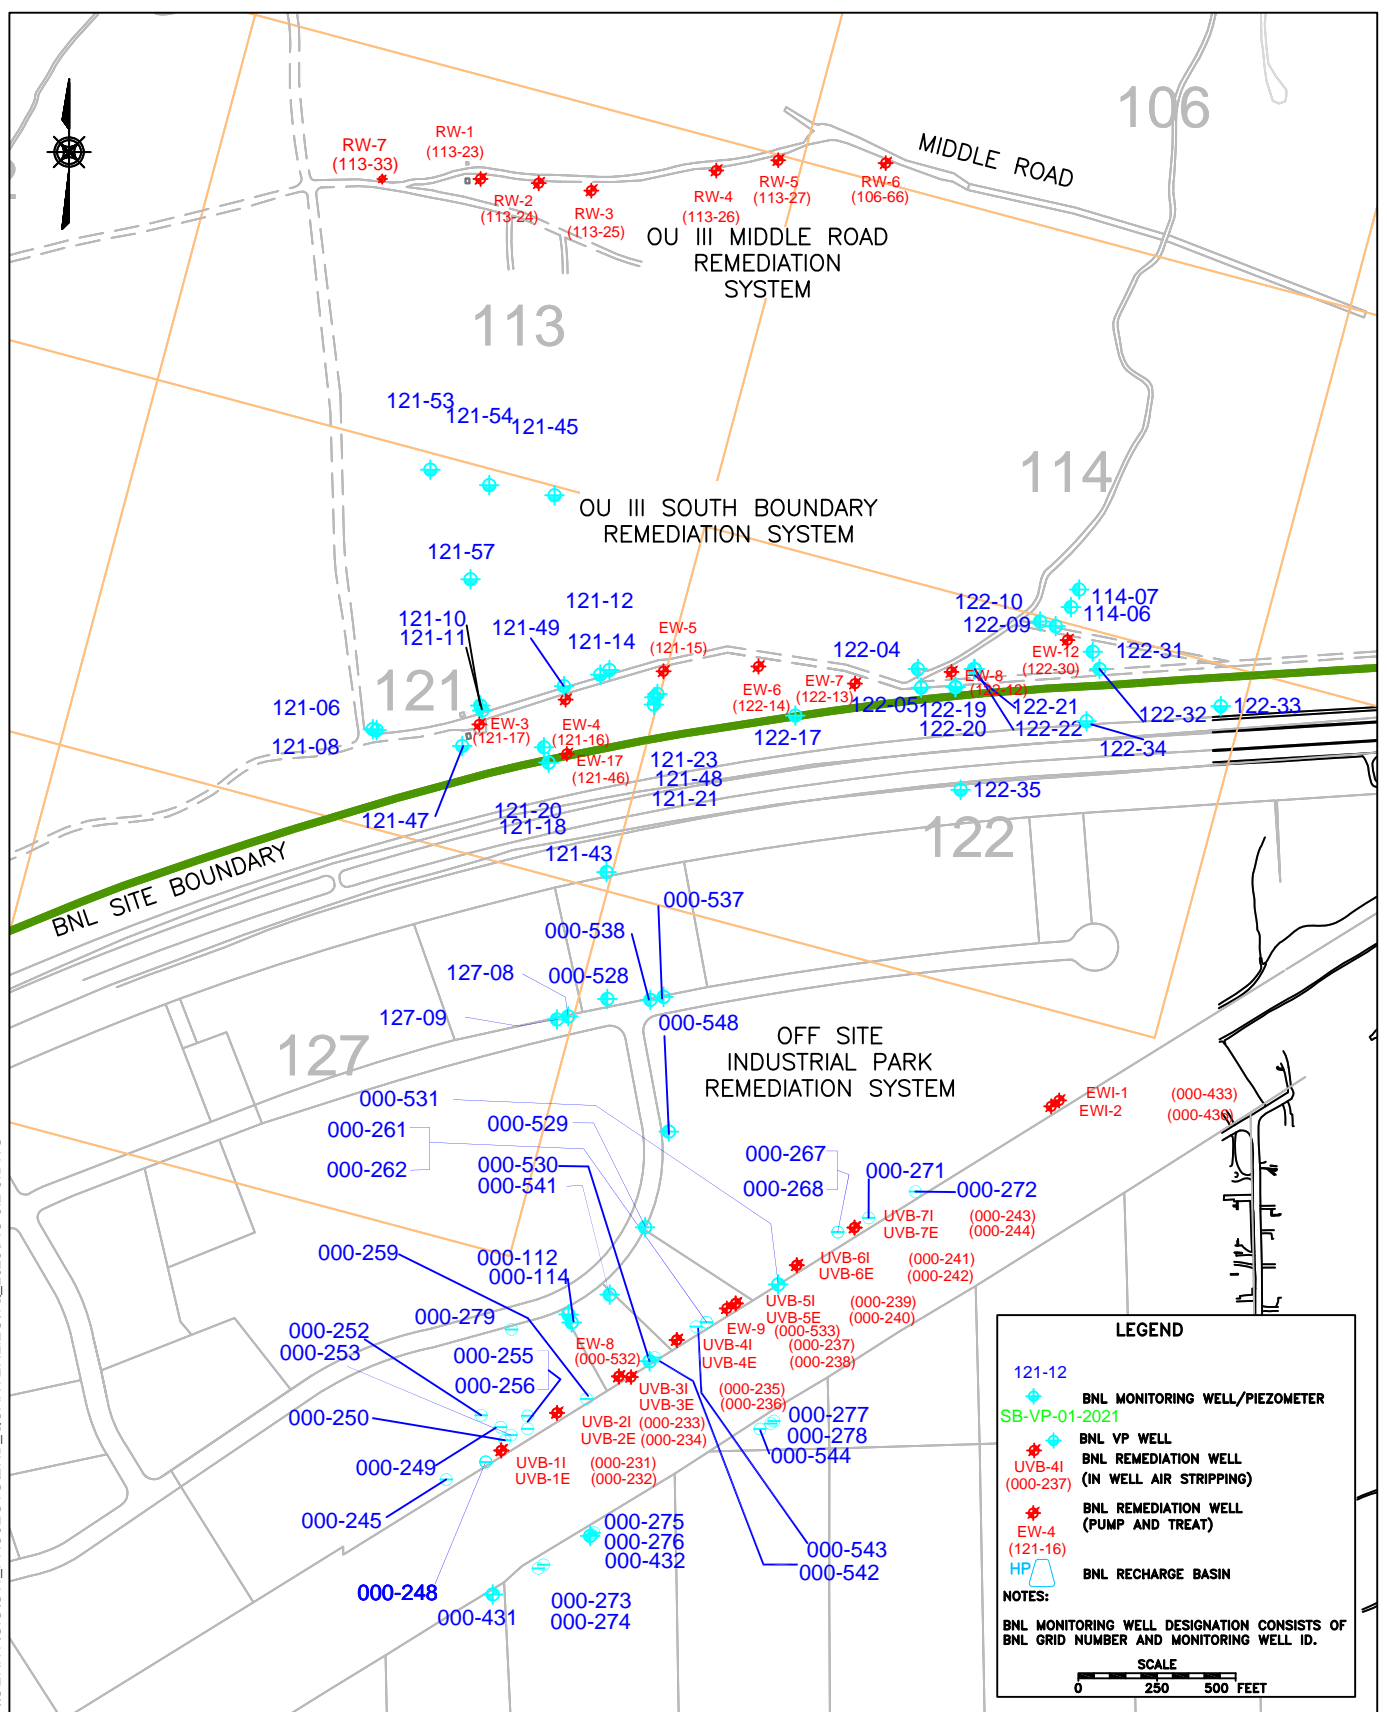 106
MIDDLE ROAD
RW-7
(113-33)
RW-1
(113-23)
RW-2
(113-24)
RW-3
(113-25)
RW-4
(113-26)
RW-5
(113-27)
RW-6
(106-66)
OU III MIDDLE ROAD
REMEDIATION
SYSTEM
113
121-53
121-54
121-45
114
OU III SOUTH BOUNDARY
REMEDIATION SYSTEM
121-57
121-10
121-11
121-49
121-12
121-14
EW-5
(121-15)
122-04
122-10
122-09
114-07
114-06
EW-12
(122-30)
122-31
121
121-06
121-08
EW-3
(121-17)
EW-4
(121-16)
EW-17
(121-46)
EW-6
(122-14)
EW-7
(122-13)
EW-8
(122-12)
122-05
122-19
122-20
122-21
122-22
122-32
122-33
122-34
122-17
121-23
121-48
121-21
122-35
121-47
121-20
121-18
122
121-43
BNL SITE BOUNDARY
000-537
000-538
127-08
000-528
127-09
000-548
127
OFF SITE
INDUSTRIAL PARK
REMEDIATION SYSTEM
000-531
000-261
000-262
000-529
000-530
000-541
EWI-1 (000-433)
EWI-2 (000-436)
000-267
000-268
000-271
000-272
UVB-7I (000-243)
UVB-7E (000-244)
000-259
000-112
000-114
UVB-6I (000-241)
UVB-6E (000-242)
000-279
UVB-5I (000-239)
UVB-5E (000-240)
000-252
000-253
EW-9 (000-533)
UVB-4I (000-237)
UVB-4E (000-238)
EW-8
(000-532)
000-255
000-256
UVB-3I (000-235)
UVB-3E (000-236)
000-250
UVB-2I (000-233)
UVB-2E (000-234)
000-277
000-278
000-544
000-249
UVB-1I (000-231)
UVB-1E (000-232)
000-245
000-275
000-276
000-432
000-543
000-542
000-248
000-431
000-273
000-274
LEGEND
121-12
BNL MONITORING WELL/PIEZOMETER
SB-VP-01-2021
BNL VP WELL
UVB-4I
(000-237)
BNL REMEDIATION WELL
(IN WELL AIR STRIPPING)
EW-4
(121-16)
BNL REMEDIATION WELL
(PUMP AND TREAT)
HP
BNL RECHARGE BASIN
NOTES:
BNL MONITORING WELL DESIGNATION CONSISTS OF
BNL GRID NUMBER AND MONITORING WELL ID.
SCALE
0 250 500 FEET